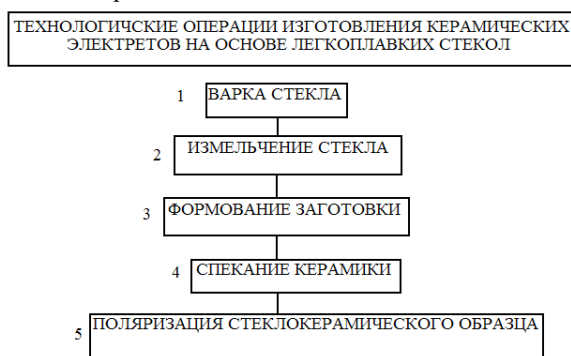 ТЕХНОЛОГИЧСКИЕ ОПЕРАЦИИ ИЗГОТОВЛЕНИЯ КЕРАМИЧЕСКИХ
ЭЛЕКТРЕТОВ НА ОСНОВЕ ЛЕГКОПЛАВКИХ СТЕКОЛ
1 ВАРКА СТЕКЛА
2 ИЗМЕЛЬЧЕНИЕ СТЕКЛА
3 ФОРМОВАНИЕ ЗАГОТОВКИ
4 СПЕКАНИЕ КЕРАМИКИ
5 ПОЛЯРИЗАЦИЯ СТЕКЛОКЕРАМИЧЕСКОГО ОБРАЗЦА